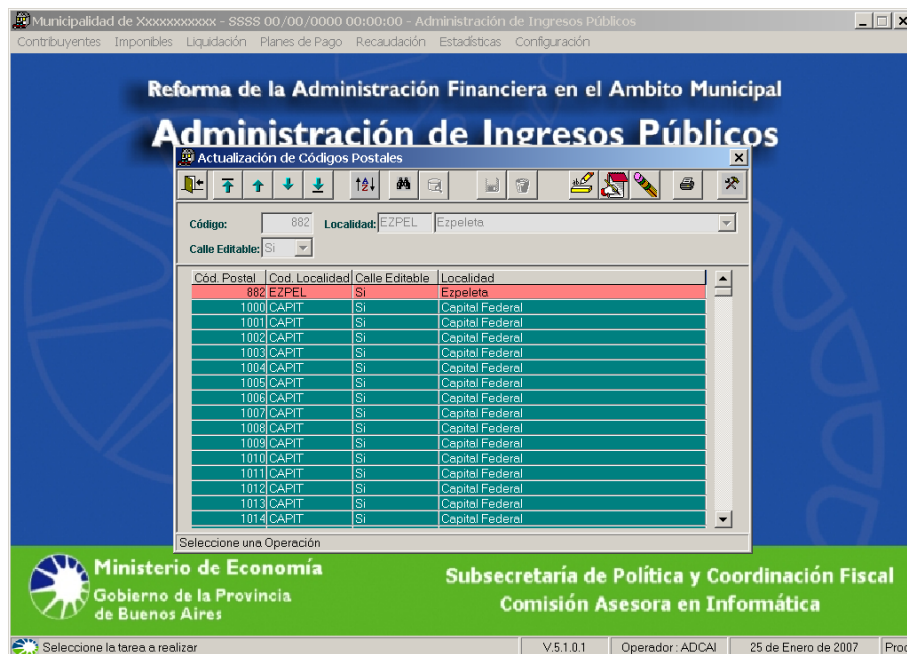 Municipalidad de Xxxxxxxxxxx - SSSS 00/00/0000 00:00:00 - Administración de Ingresos Públicos
Contribuyentes Imponibles Liquidación Planes de Pago Recaudación Estadísticas Configuración
Reforma de la Administración Financiera en el Ambito Municipal
Administración de Ingresos Públicos
Actualización de Códigos Postales
Código: 882 Localidad: EZPEL Ezpeleta
Calle Editable: Si
Cód. Postal Cod. Localidad Calle Editable Localidad
882 EZPEL Si Ezpeleta
1000 CAPIT Si Capital Federal
1001 CAPIT Si Capital Federal
1002 CAPIT Si Capital Federal
1003 CAPIT Si Capital Federal
1004 CAPIT Si Capital Federal
1005 CAPIT Si Capital Federal
1006 CAPIT Si Capital Federal
1007 CAPIT Si Capital Federal
1008 CAPIT Si Capital Federal
1009 CAPIT Si Capital Federal
1010 CAPIT Si Capital Federal
1011 CAPIT Si Capital Federal
1012 CAPIT Si Capital Federal
1013 CAPIT Si Capital Federal
1014 CAPIT Si Capital Federal
Seleccione una Operación
Ministerio de Economía
Gobierno de la Provincia
de Buenos Aires
Subsecretaría de Política y Coordinación Fiscal
Comisión Asesora en Informática
Seleccione la tarea a realizar V.5.1.0.1 Operador : ADCAI 25 de Enero de 2007 Proc